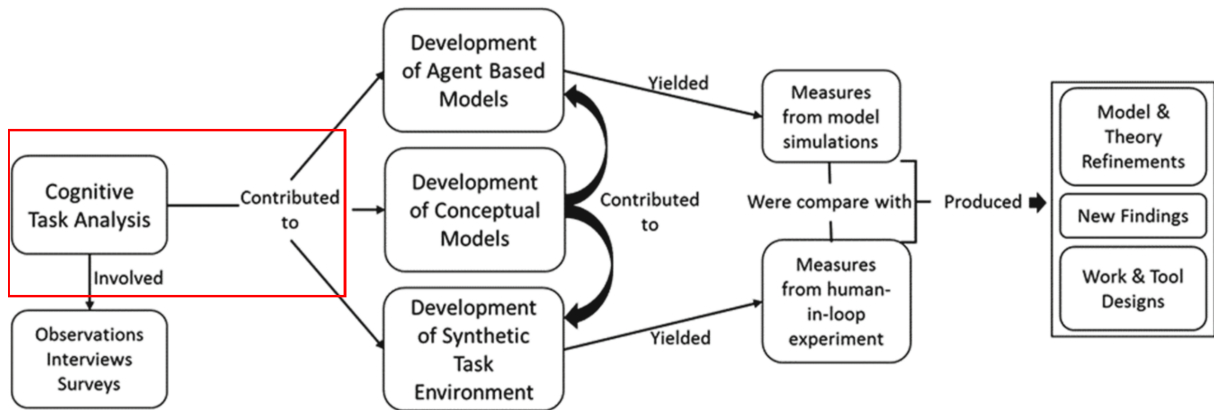 Cognitive
Task Analysis
Involved
Observations
Interviews
Surveys
Contributed
to
Development
of Agent Based
Models
Development
of Conceptual
Models
Development
of Synthetic
Task
Environment
Contributed
to
Yielded
Yielded
Measures
from model
simulations
Were compare with
Measures
from human-
in-loop
experiment
Produced
Model &
Theory
Refinements
New Findings
Work & Tool
Designs